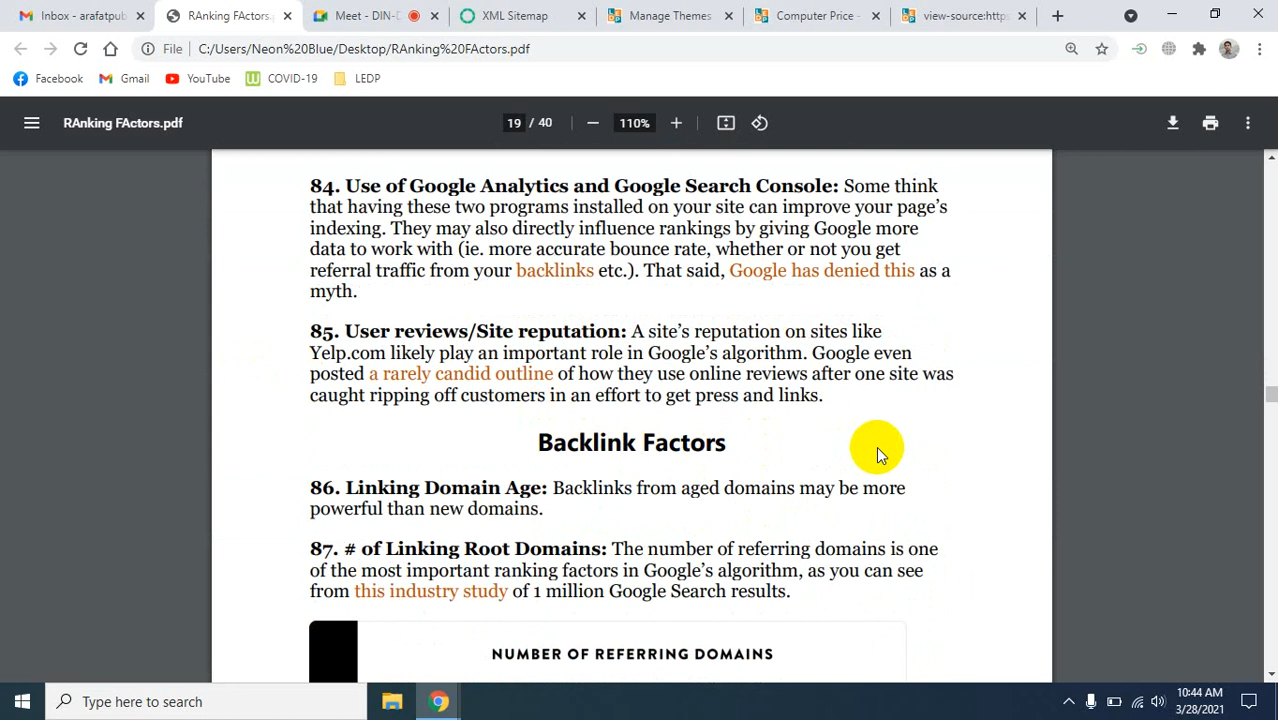 Inbox - arafatpub
RAnking FActors.
Meet - DIN-D
XML Sitemap
Manage Themes
Computer Price -
view-source:https
File C:/Users/Neon%20Blue/Desktop/RAnking%20FActors.pdf
Facebook
Gmail
YouTube
COVID-19
LEDP
RAnking FActors.pdf
19 / 40
110%
84. Use of Google Analytics and Google Search Console: Some think
that having these two programs installed on your site can improve your page's
indexing. They may also directly influence rankings by giving Google more
data to work with (ie. more accurate bounce rate, whether or not you get
referral traffic from your backlinks etc.). That said, Google has denied this as a
myth.
85. User reviews/Site reputation: A site's reputation on sites like
Yelp.com likely play an important role in Google's algorithm. Google even
posted a rarely candid outline of how they use online reviews after one site was
caught ripping off customers in an effort to get press and links.
Backlink Factors
86. Linking Domain Age: Backlinks from aged domains may be more
powerful than new domains.
87. # of Linking Root Domains: The number of referring domains is one
of the most important ranking factors in Google's algorithm, as you can see
from this industry study of 1 million Google Search results.
NUMBER OF REFERRING DOMAINS
Type here to search
10:44 AM
3/28/2021